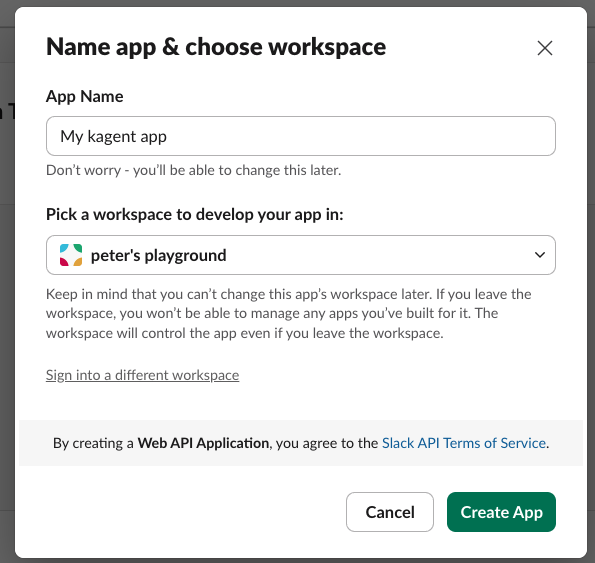 Name app & choose workspace
App Name
My kagent app
Don’t worry - you’ll be able to change this later.
Pick a workspace to develop your app in:
peter's playground
Keep in mind that you can’t change this app’s workspace later. If you leave the
workspace, you won’t be able to manage any apps you’ve built for it. The
workspace will control the app even if you leave the workspace.
Sign into a different workspace
By creating a Web API Application, you agree to the Slack API Terms of Service.
Cancel
Create App